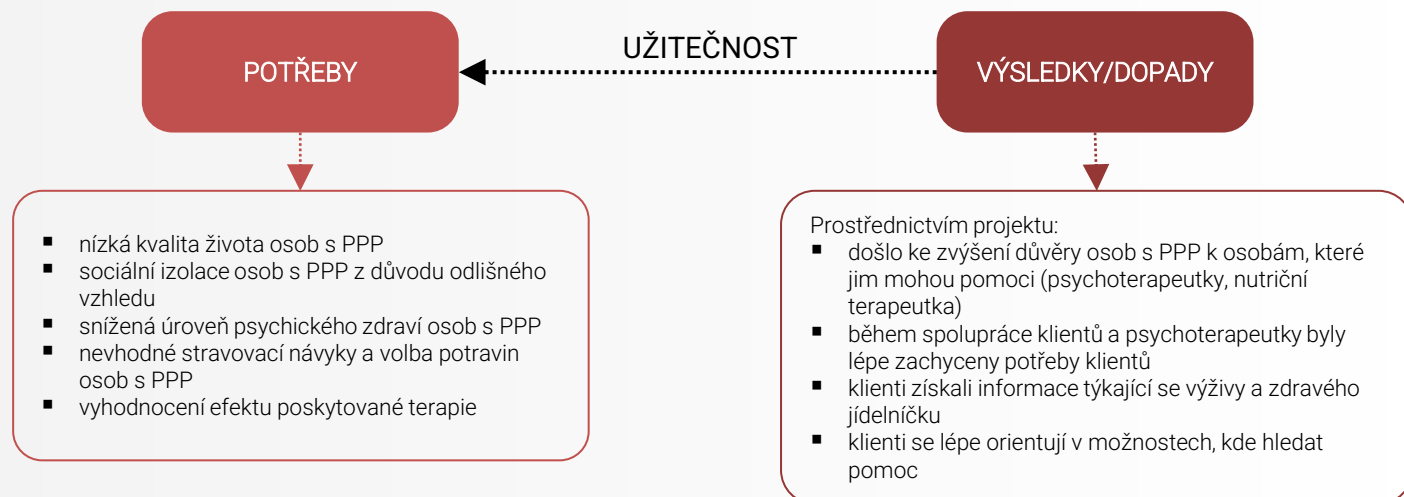 UŽITEČNOST
POTŘEBY
VÝSLEDKY/DOPADY
▪ nízká kvalita života osob s PPP
▪ sociální izolace osob s PPP z důvodu odlišného
vzhledu
▪ snížená úroveň psychického zdraví osob s PPP
▪ nevhodné stravovací návyky a volba potravin
osob s PPP
▪ vyhodnocení efektu poskytované terapie
Prostřednictvím projektu:
▪ došlo ke zvýšení důvěry osob s PPP k osobám, které
jim mohou pomoci (psychoterapeutky, nutriční
terapeutka)
▪ během spolupráce klientů a psychoterapeutky byly
lépe zachyceny potřeby klientů
▪ klienti získali informace týkající se výživy a zdravého
jídelníčku
▪ klienti se lépe orientují v možnostech, kde hledat
pomoc